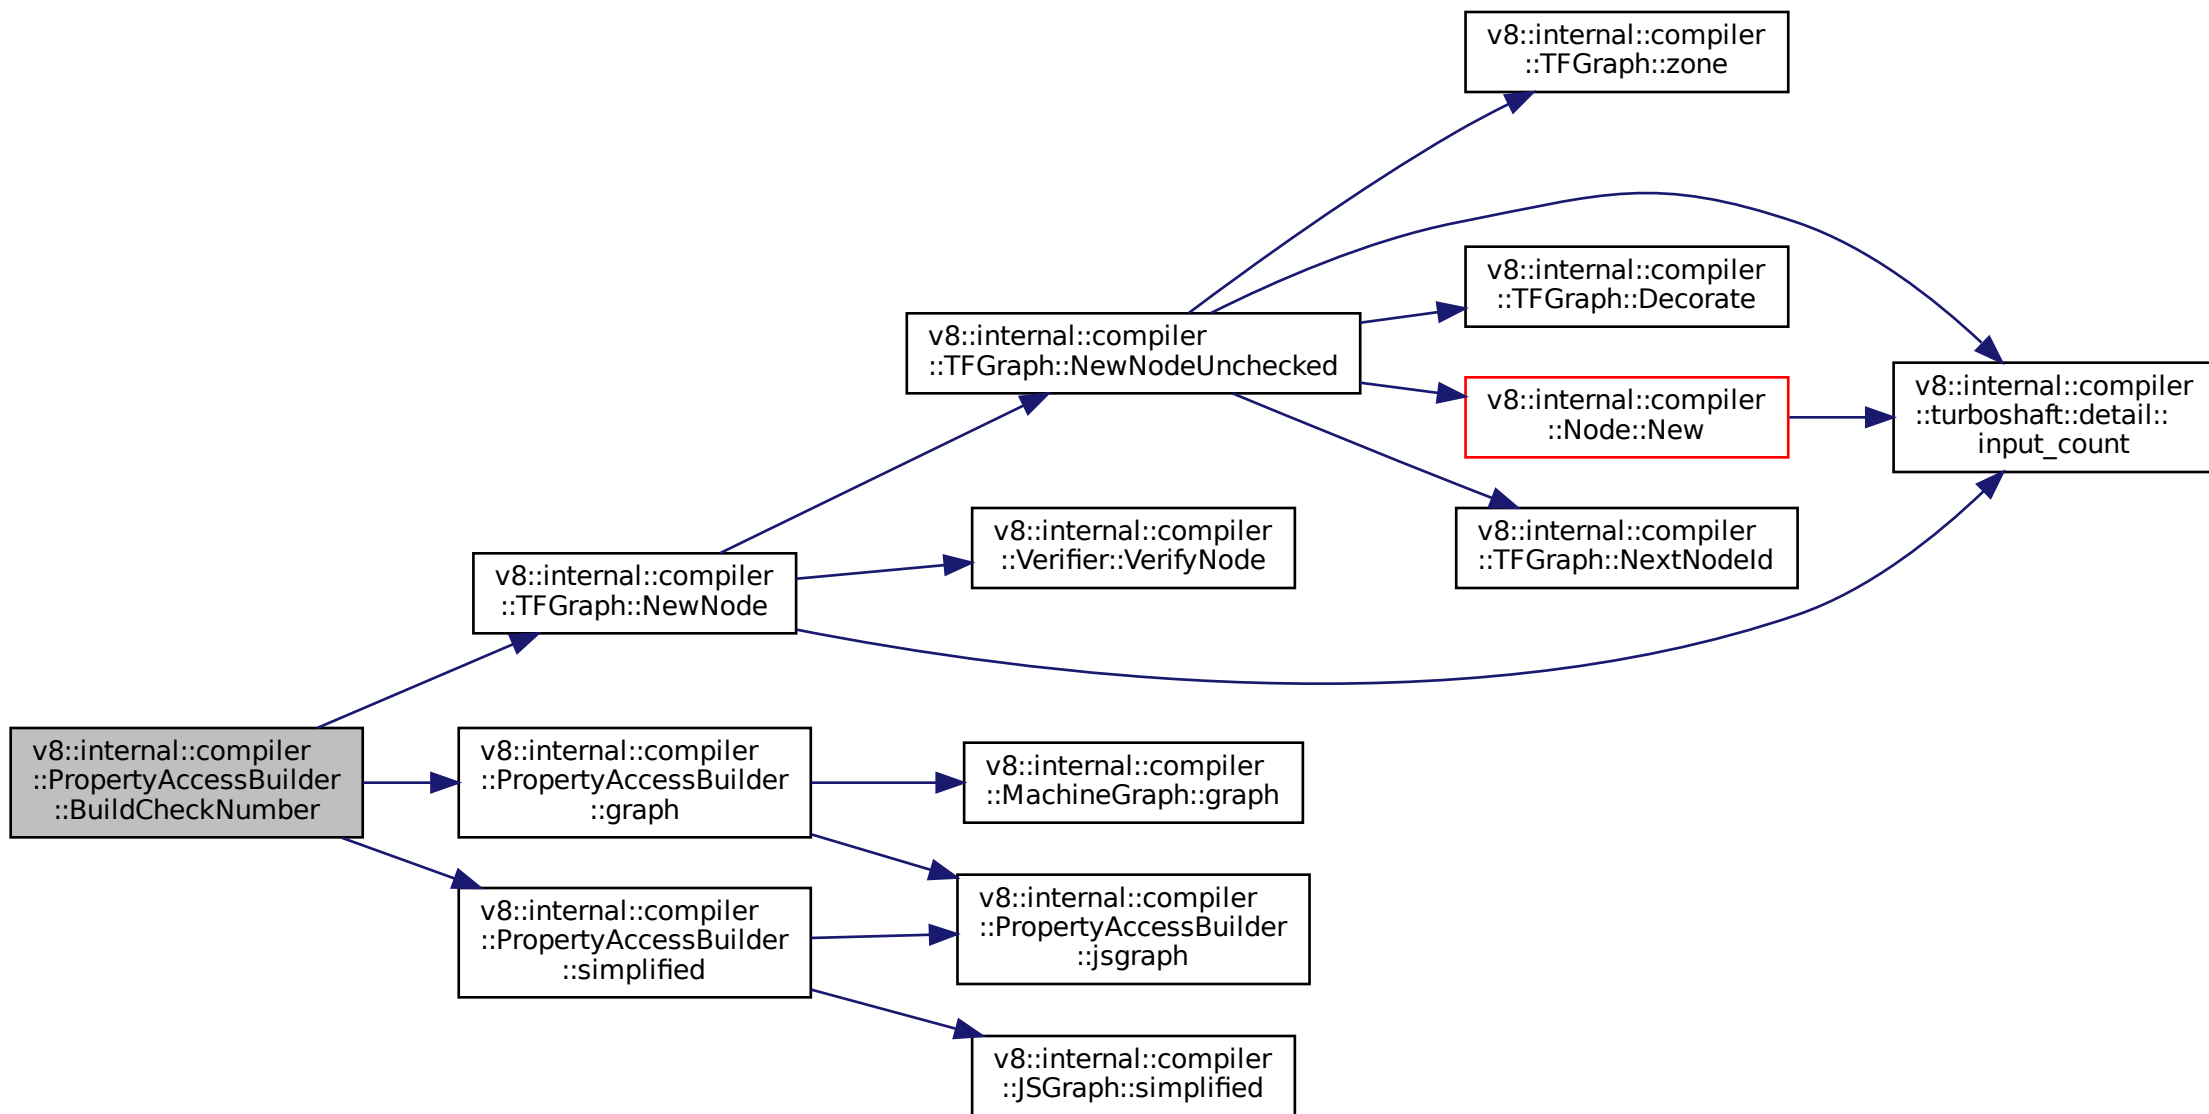 v8::internal::compiler
::TFGraph::zone
v8::internal::compiler
::TFGraph::Decorate
v8::internal::compiler
::TFGraph::NewNodeUnchecked
v8::internal::compiler
::turboshaft::detail::
input_count
v8::internal::compiler
::Node::New
v8::internal::compiler
::Verifier::VerifyNode
v8::internal::compiler
::TFGraph::NextNodeId
v8::internal::compiler
::TFGraph::NewNode
v8::internal::compiler
::PropertyAccessBuilder
::BuildCheckNumber
v8::internal::compiler
::PropertyAccessBuilder
::graph
v8::internal::compiler
::MachineGraph::graph
v8::internal::compiler
::PropertyAccessBuilder
::jsgraph
v8::internal::compiler
::PropertyAccessBuilder
::simplified
v8::internal::compiler
::JSGraph::simplified